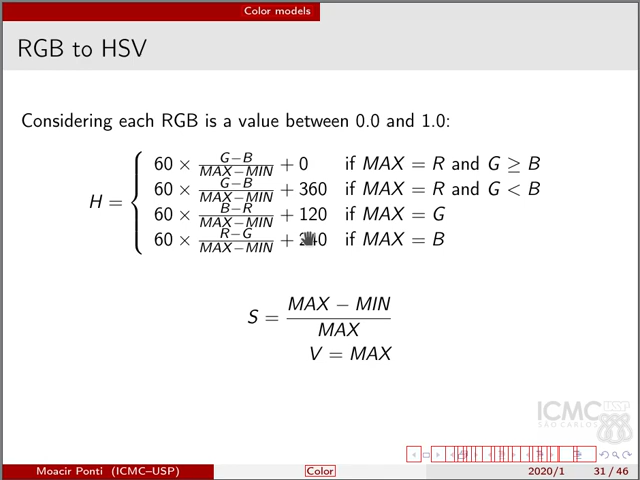 Color models
RGB to HSV
Considering each RGB is a value between 0.0 and 1.0:
H = { 60 × (G−B)/(MAX−MIN) + 0 if MAX = R and G ≥ B
60 × (G−B)/(MAX−MIN) + 360 if MAX = R and G < B
60 × (B−R)/(MAX−MIN) + 120 if MAX = G
60 × (R−G)/(MAX−MIN) + 240 if MAX = B
S = (MAX − MIN)/MAX
V = MAX
ICMC USP
SÃO CARLOS
Moacir Ponti (ICMC–USP) Color 2020/1 31 / 46